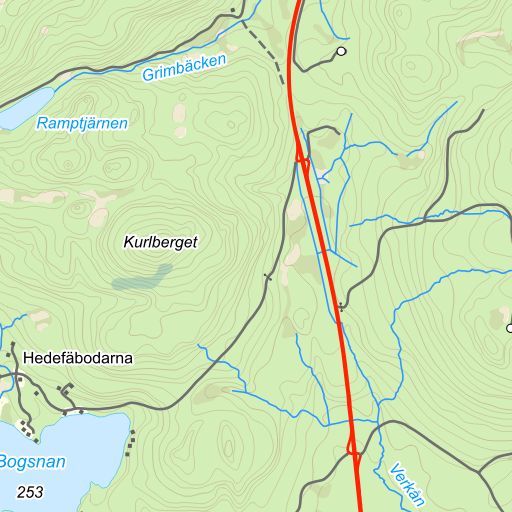 Grimbäcken
Ramptjärnen
Kurlberget
Hedefäbodarna
Bogsnan
253
Verkån